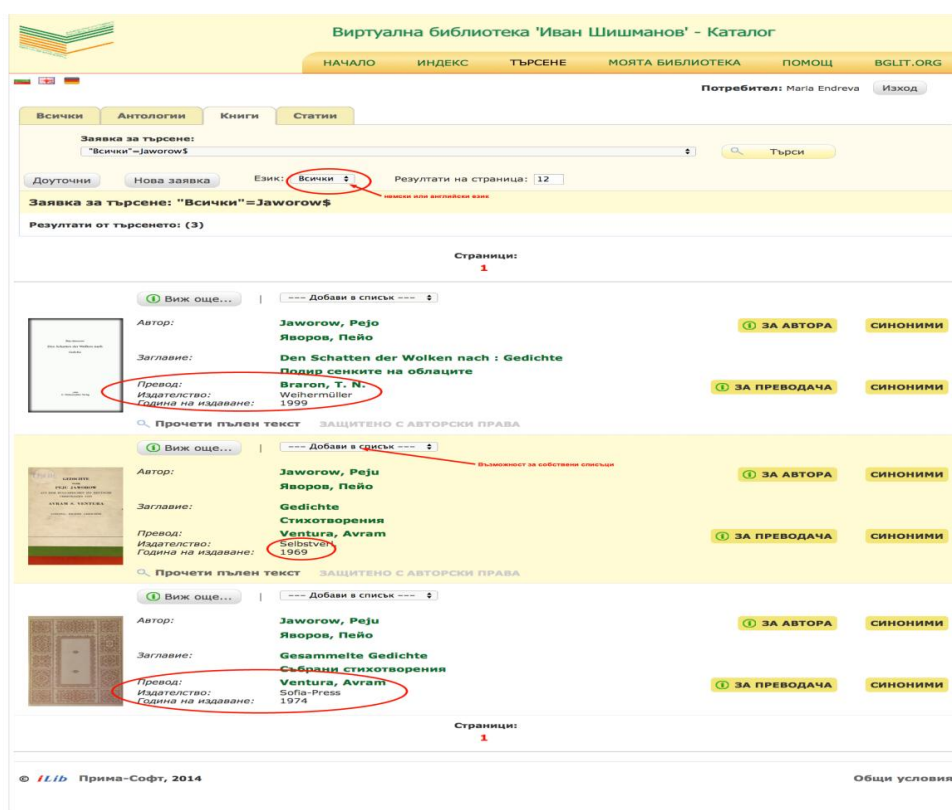 Виртуална библиотека 'Иван Шишманов' - Каталог
НАЧАЛО ИНДЕКС ТЪРСЕНЕ МОЯТА БИБЛИОТЕКА ПОМОЩ BGLIT.ORG
Потребител: Maria Endreva Изход
Всички Антологии Книги Статии
Заявка за търсене:
"Всички"=Jaworow$ Търси
Доуточни Нова заявка Език: Всички Резултати на страница: 12
немски или английски език
Заявка за търсене: "Всички"=Jaworow$
Резултати от търсенето: (3)
Страници:
1
Виж още... | --- Добави в списък ---
Автор: Jaworow, Pejo ЗА АВТОРА СИНОНИМИ
Яворов, Пейо
Заглавие: Den Schatten der Wolken nach : Gedichte
Подир сенките на облаците
Превод: Braron, T. N. ЗА ПРЕВОДАЧА СИНОНИМИ
Издателство: Weihermüller
Година на издаване: 1999
Прочети пълен текст ЗАЩИТЕНО С АВТОРСКИ ПРАВА
Виж още... | --- Добави в списък ---
Възможност за собствени списъци
Автор: Jaworow, Peju ЗА АВТОРА СИНОНИМИ
Яворов, Пейо
GEDICHTE
AVRAM S. VENTURA
Заглавие: Gedichte
Стихотворения
Превод: Ventura, Avram ЗА ПРЕВОДАЧА СИНОНИМИ
Издателство: Selbstverl
Година на издаване: 1969
Прочети пълен текст ЗАЩИТЕНО С АВТОРСКИ ПРАВА
Виж още... | --- Добави в списък ---
Автор: Jaworow, Peju ЗА АВТОРА СИНОНИМИ
Яворов, Пейо
Заглавие: Gesammelte Gedichte
Събрани стихотворения
Превод: Ventura, Avram ЗА ПРЕВОДАЧА СИНОНИМИ
Издателство: Sofia-Press
Година на издаване: 1974
Страници:
1
© iLib Прима-Софт, 2014 Общи условия